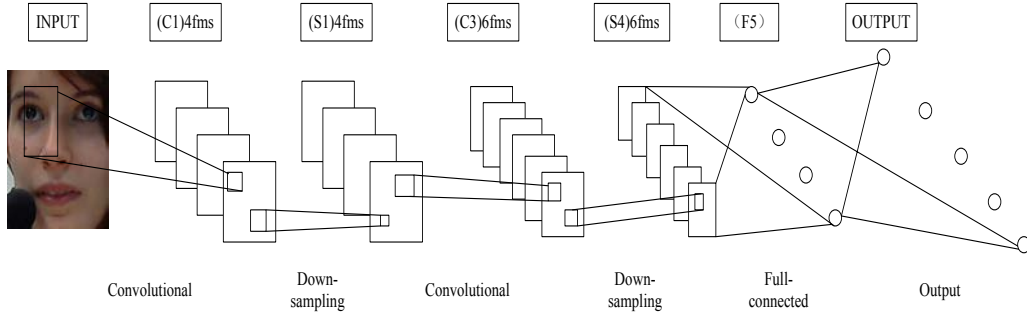 INPUT
(C1)4fms
(S1)4fms
(C3)6fms
(S4)6fms
（F5）
OUTPUT
Convolutional
Down-
sampling
Convolutional
Down-
sampling
Full-
connected
Output